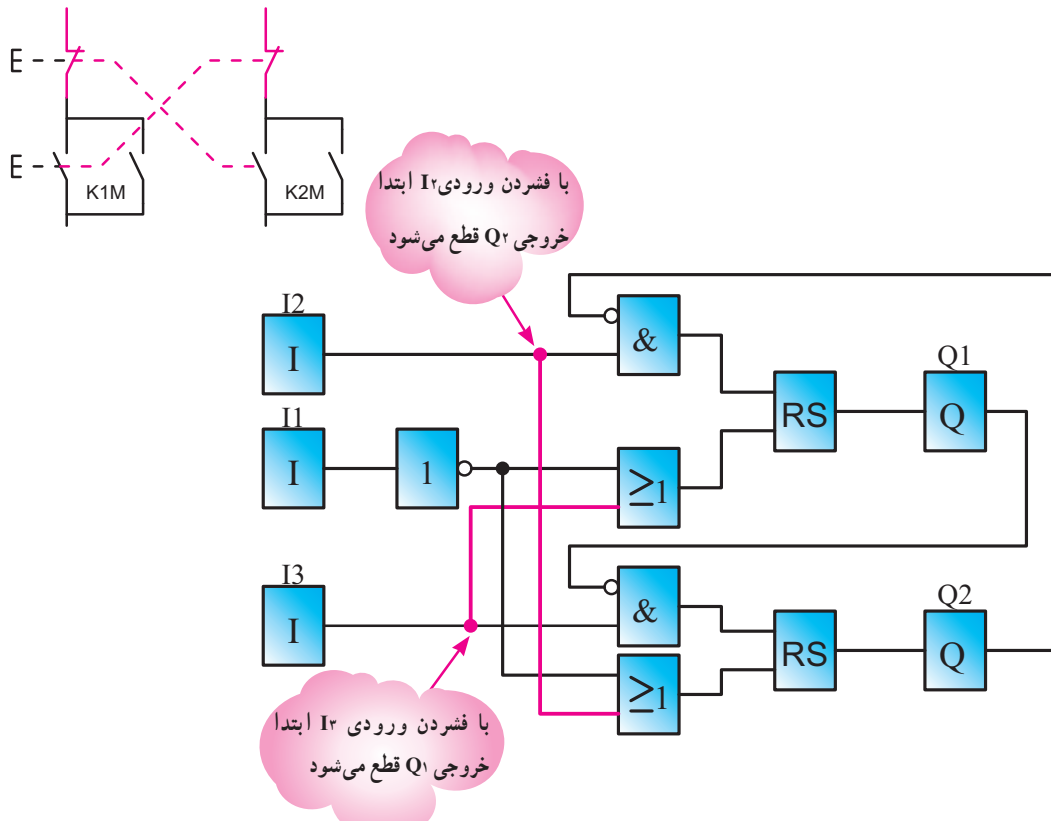 E
E
K1M
K2M
با فشردن ورودی I۲ ابتدا
خروجی Q۲ قطع می‌شود
I2
I
&
Q1
RS
Q
I1
I
1
≥1
I3
I
&
Q2
RS
Q
≥1
با فشردن ورودی I۳ ابتدا
خروجی Q۱ قطع می‌شود